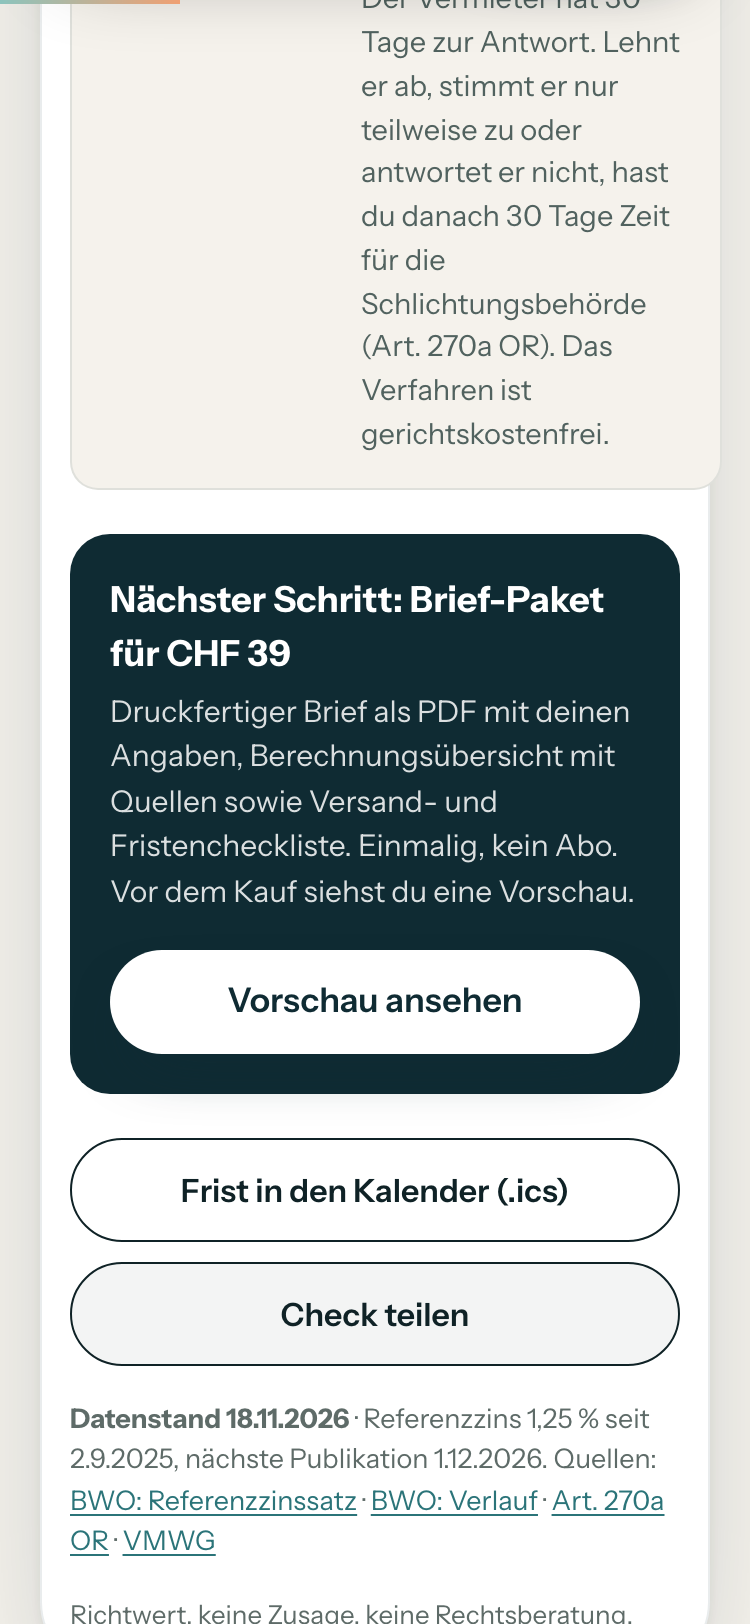 Der Vermieter hat 30
Tage zur Antwort. Lehnt
er ab, stimmt er nur
teilweise zu oder
antwortet er nicht, hast
du danach 30 Tage Zeit
für die
Schlichtungsbehörde
(Art. 270a OR). Das
Verfahren ist
gerichtskostenfrei.
Nächster Schritt: Brief-Paket
für CHF 39
Druckfertiger Brief als PDF mit deinen
Angaben, Berechnungsübersicht mit
Quellen sowie Versand- und
Fristencheckliste. Einmalig, kein Abo.
Vor dem Kauf siehst du eine Vorschau.
Vorschau ansehen
Frist in den Kalender (.ics)
Check teilen
Datenstand 18.11.2026 · Referenzzins 1,25 % seit
2.9.2025, nächste Publikation 1.12.2026. Quellen:
BWO: Referenzzinssatz · BWO: Verlauf · Art. 270a
OR · VMWG
Richtwert, keine Zusage, keine Rechtsberatung.